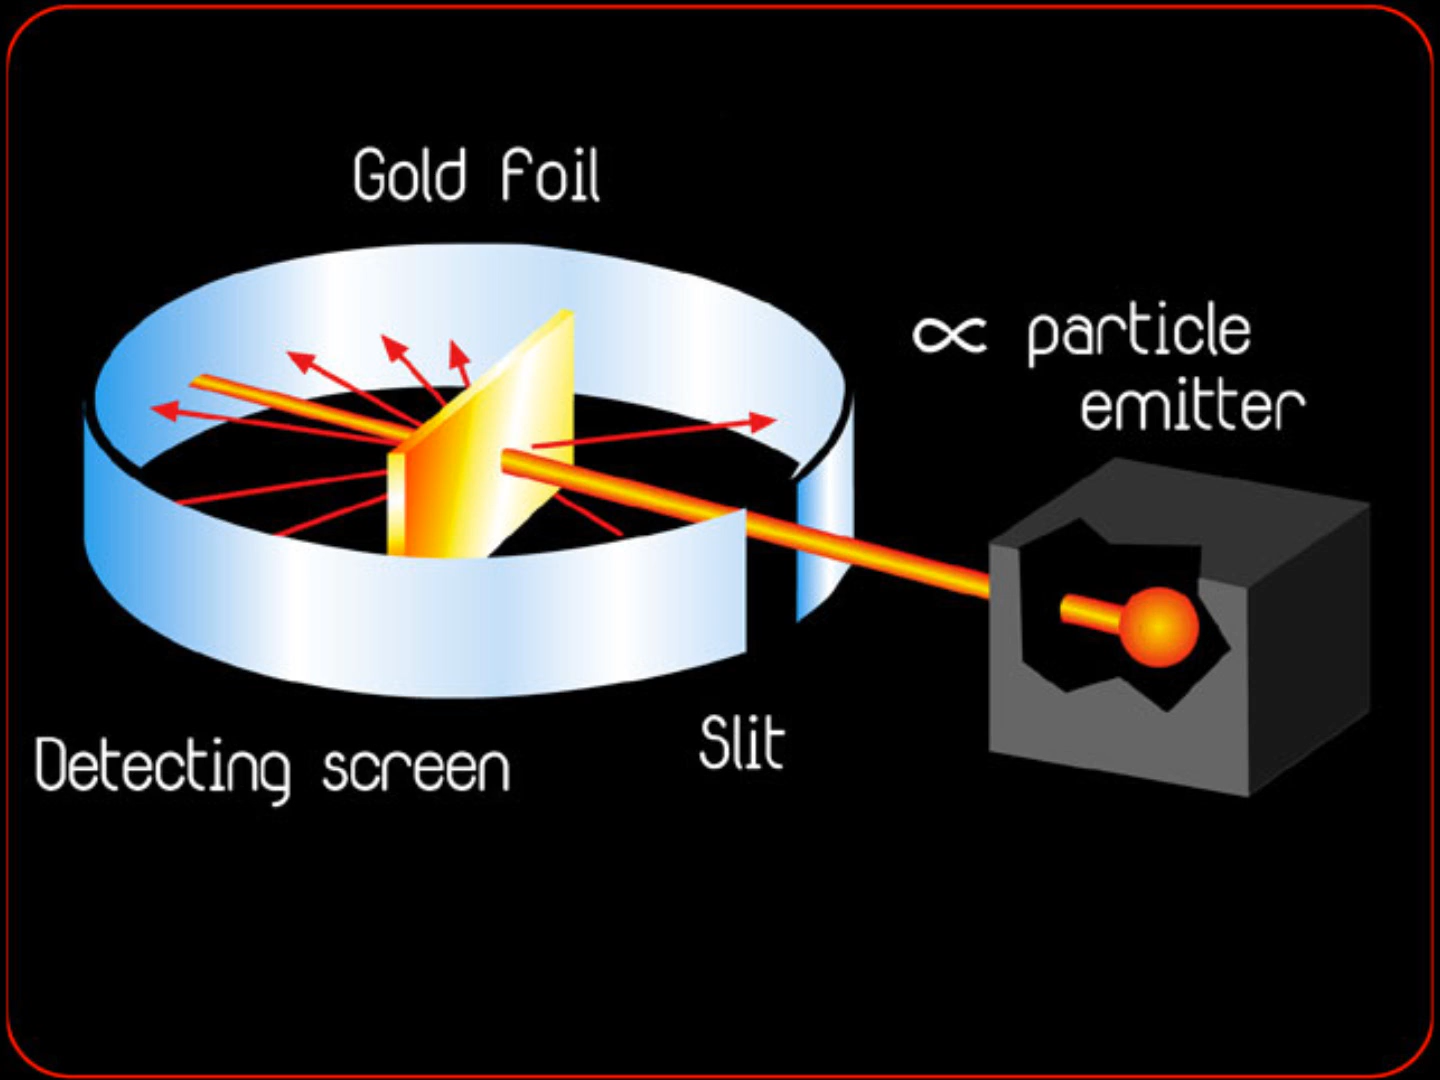 Gold Foil
∝ particle
emitter
Slit
Detecting screen